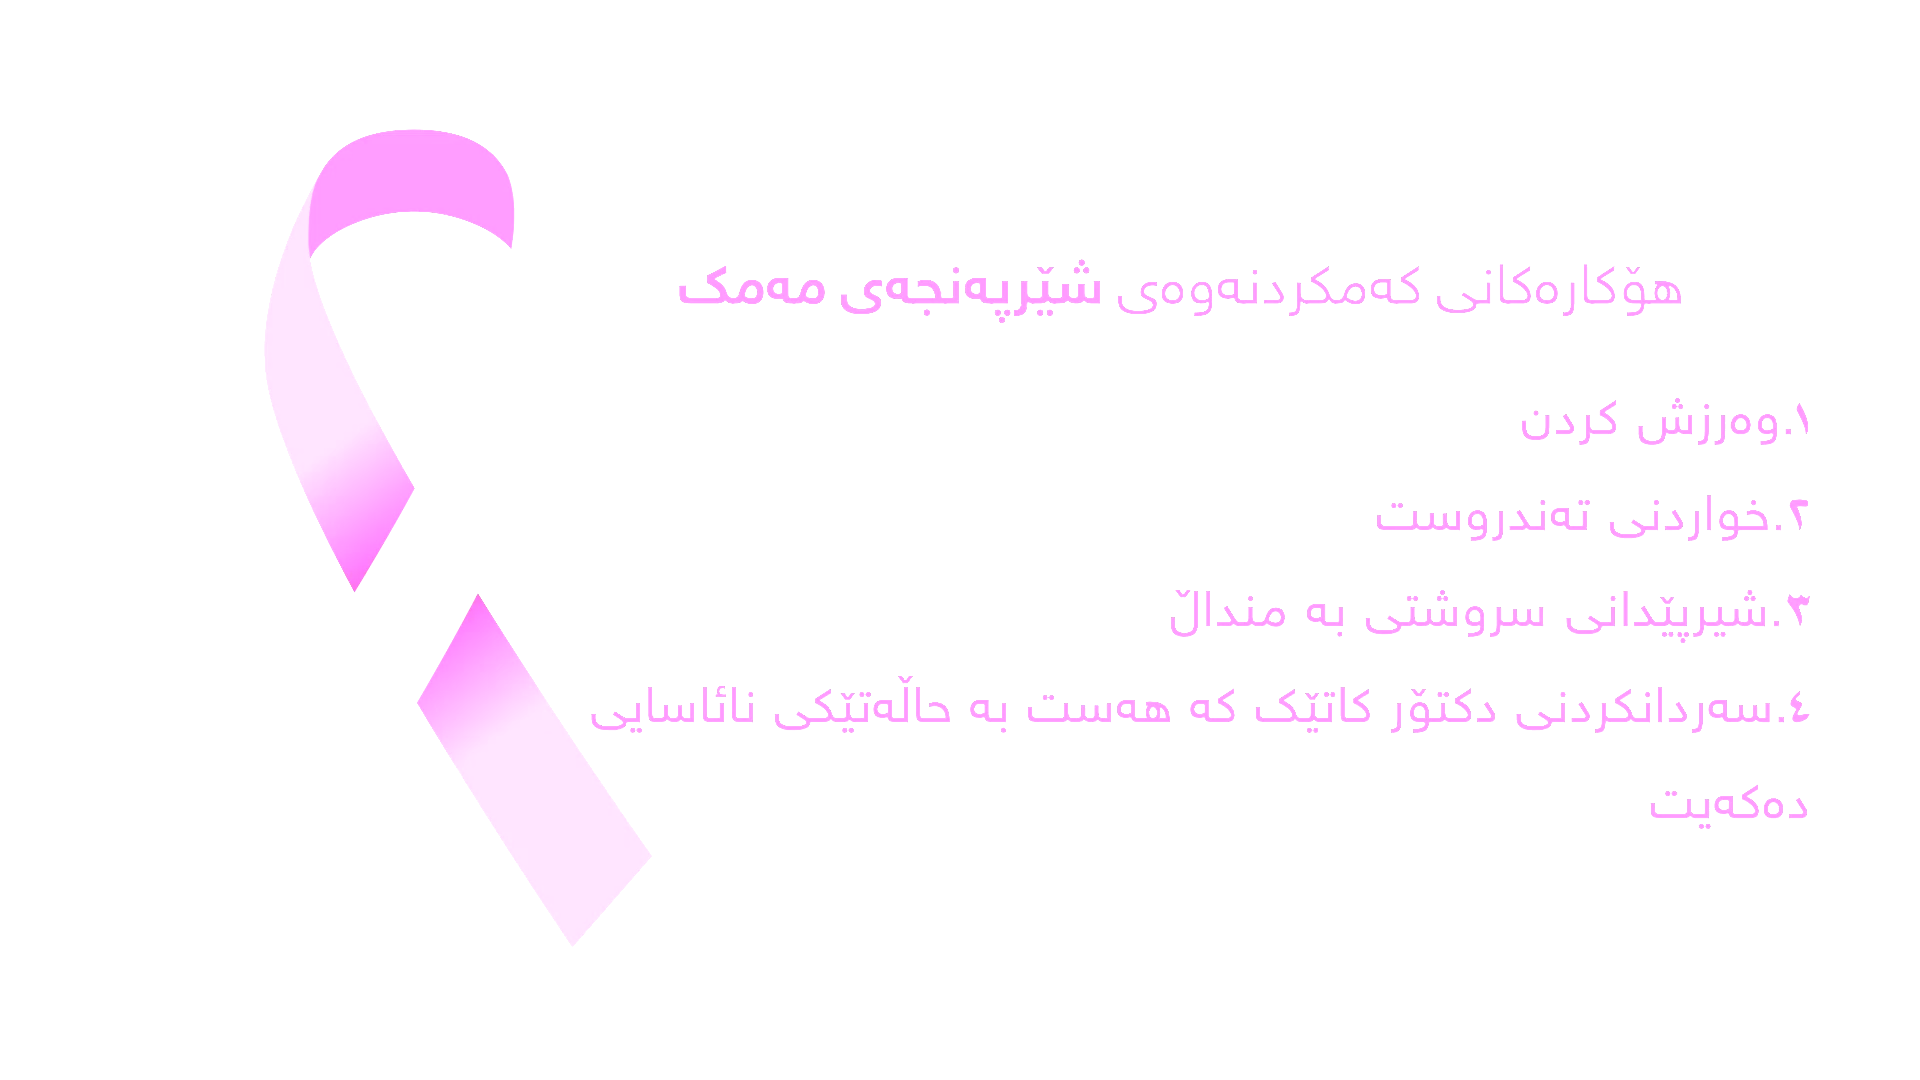 هۆکارەکانی کەمکردنەوەی شێرپەنجەی مەمک
١.وەرزش کردن
٢.خواردنی تەندروست
٣.شیرپێدانی سروشتی بە منداڵ
٤.سەردانکردنی دکتۆر کاتێک کە هەست بە حاڵەتێکی نائاسایی
دەکەیت